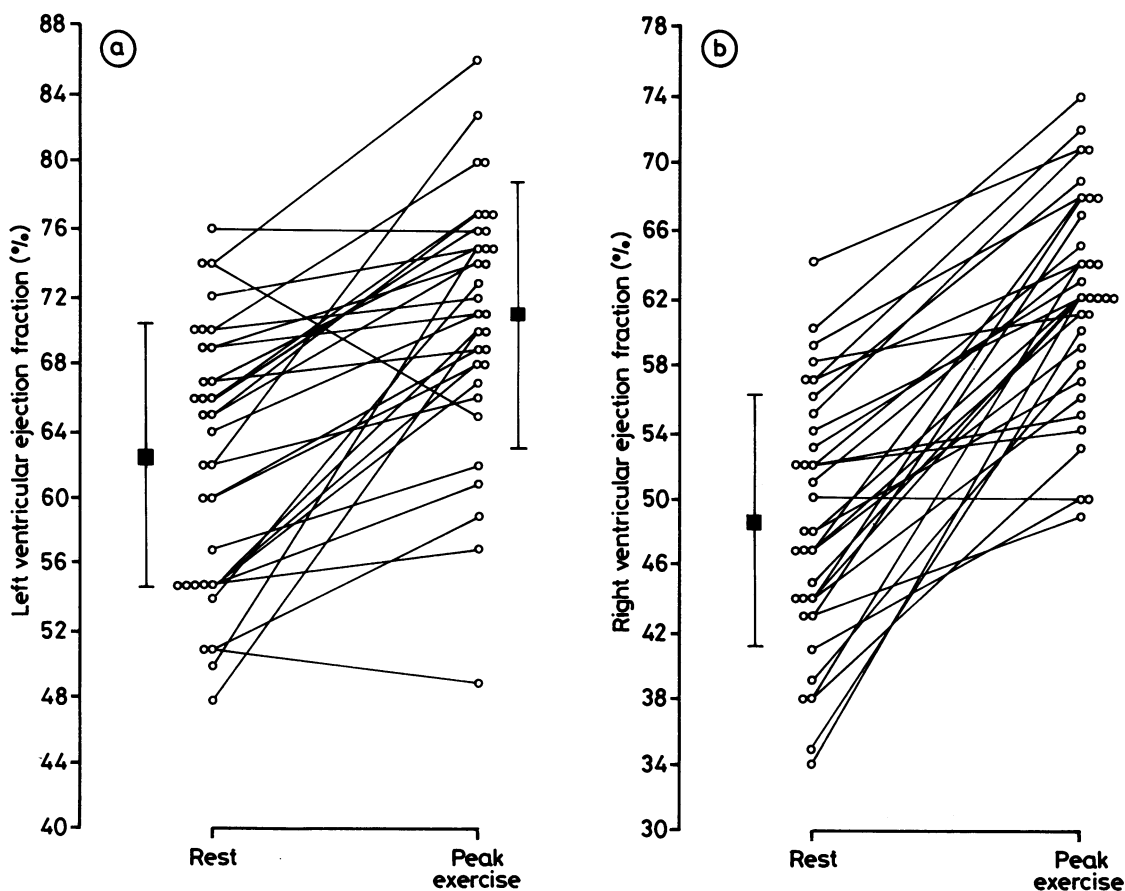 a
Left ventricular ejection fraction (%)
88
84
80
76
72
68
64
60
56
52
48
44
40
Rest
Peak
exercise
b
Right ventricular ejection fraction (%)
78
74
70
66
62
58
54
50
46
42
38
34
30
Rest
Peak
exercise